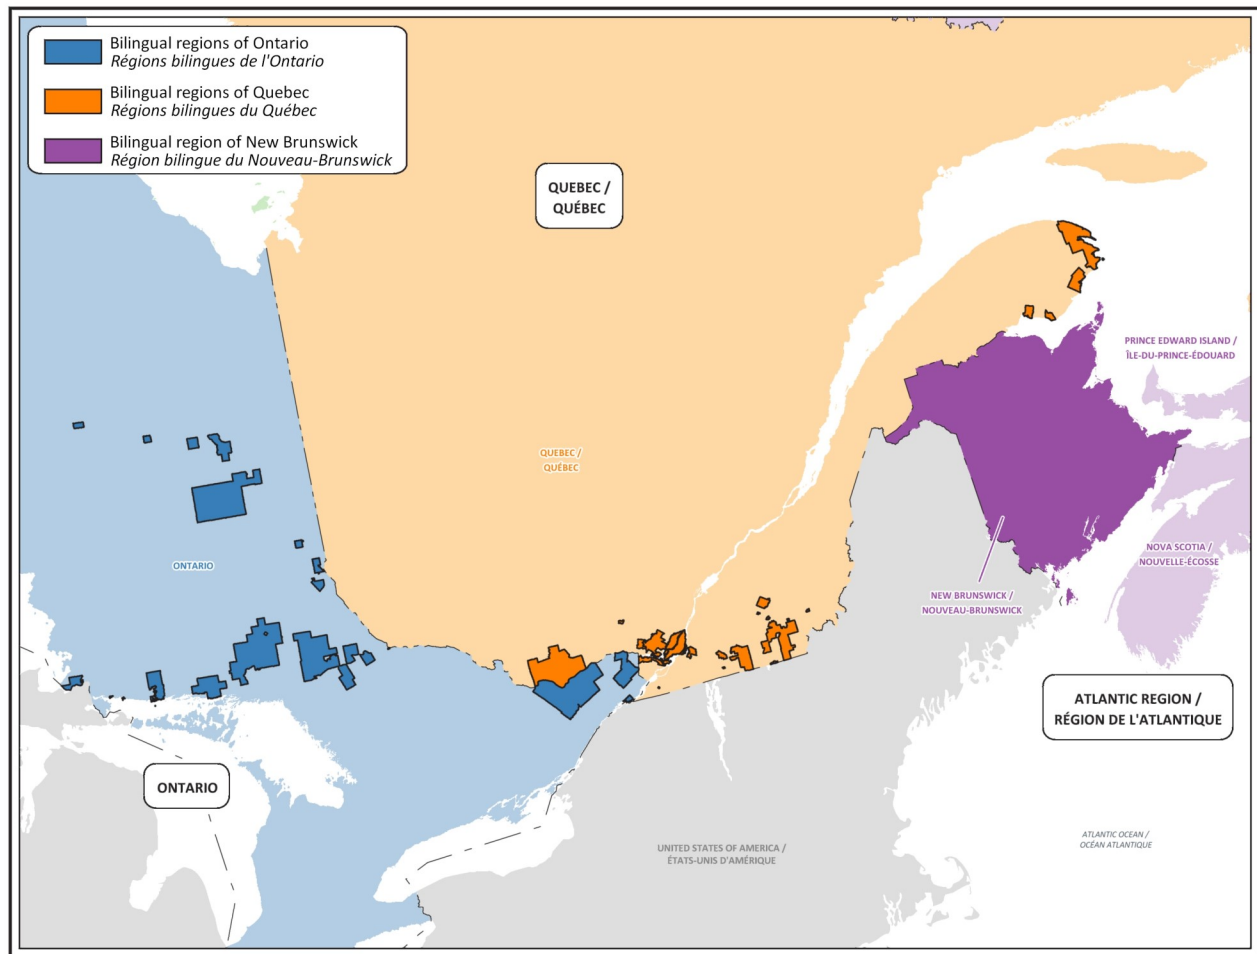 Bilingual regions of Ontario
Régions bilingues de l'Ontario
Bilingual regions of Quebec
Régions bilingues du Québec
Bilingual region of New Brunswick
Région bilingue du Nouveau-Brunswick
QUEBEC /
QUÉBEC
PRINCE EDWARD ISLAND /
ÎLE-DU-PRINCE-ÉDOUARD
QUEBEC /
QUÉBEC
ONTARIO
NOVA SCOTIA /
NOUVELLE-ÉCOSSE
NEW BRUNSWICK /
NOUVEAU-BRUNSWICK
ATLANTIC REGION /
RÉGION DE L'ATLANTIQUE
ONTARIO
UNITED STATES OF AMERICA /
ÉTATS-UNIS D'AMÉRIQUE
ATLANTIC OCEAN /
OCÉAN ATLANTIQUE